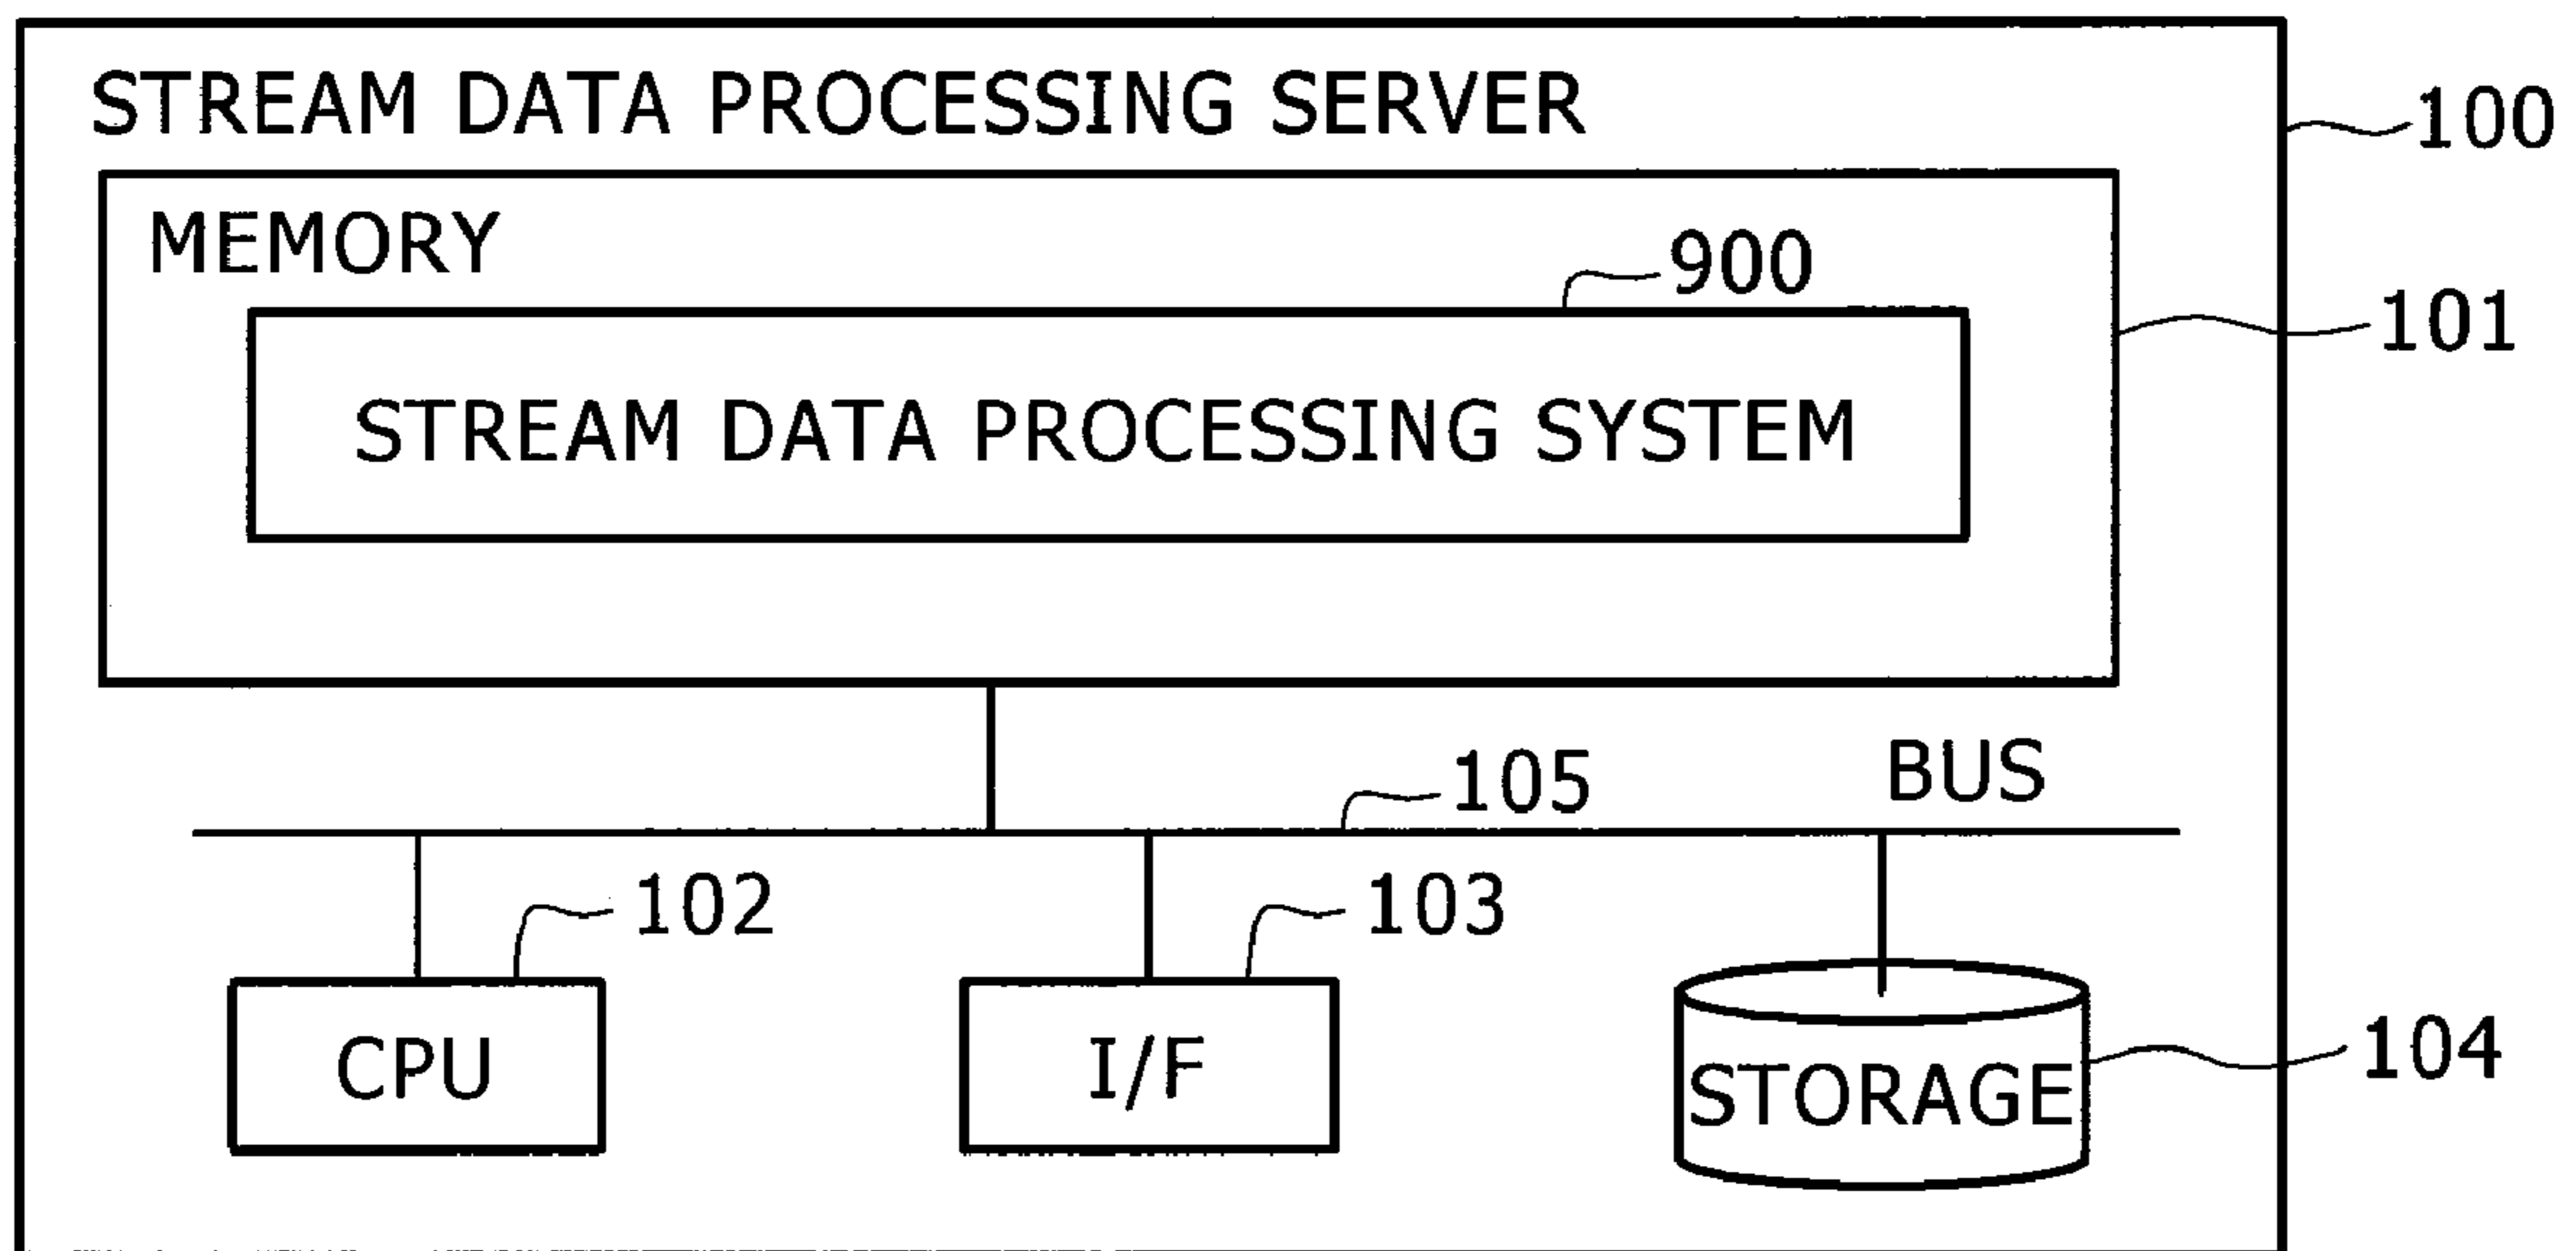 STREAM DATA PROCESSING SERVER
100
MEMORY
900
101
STREAM DATA PROCESSING SYSTEM
105
BUS
102
103
CPU
I/F
STORAGE
104